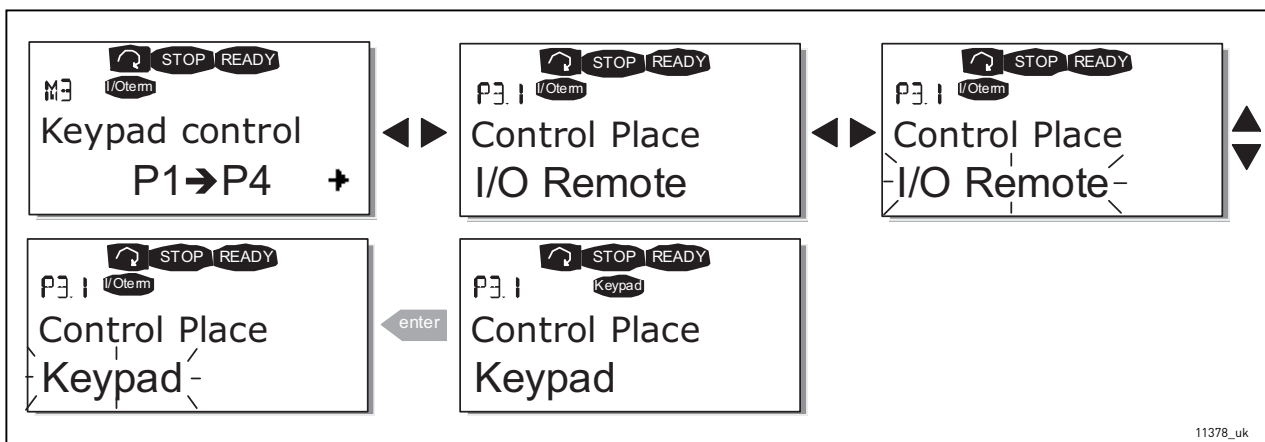 STOP READY
M3 I/Oterm
Keypad control
P1➔P4
STOP READY
P3.1 I/Oterm
Control Place
I/O Remote
STOP READY
P3.1 I/Oterm
Control Place
I/O Remote
STOP READY
P3.1 I/Oterm
Control Place
Keypad
enter
STOP READY
P3.1 Keypad
Control Place
Keypad
11378_uk